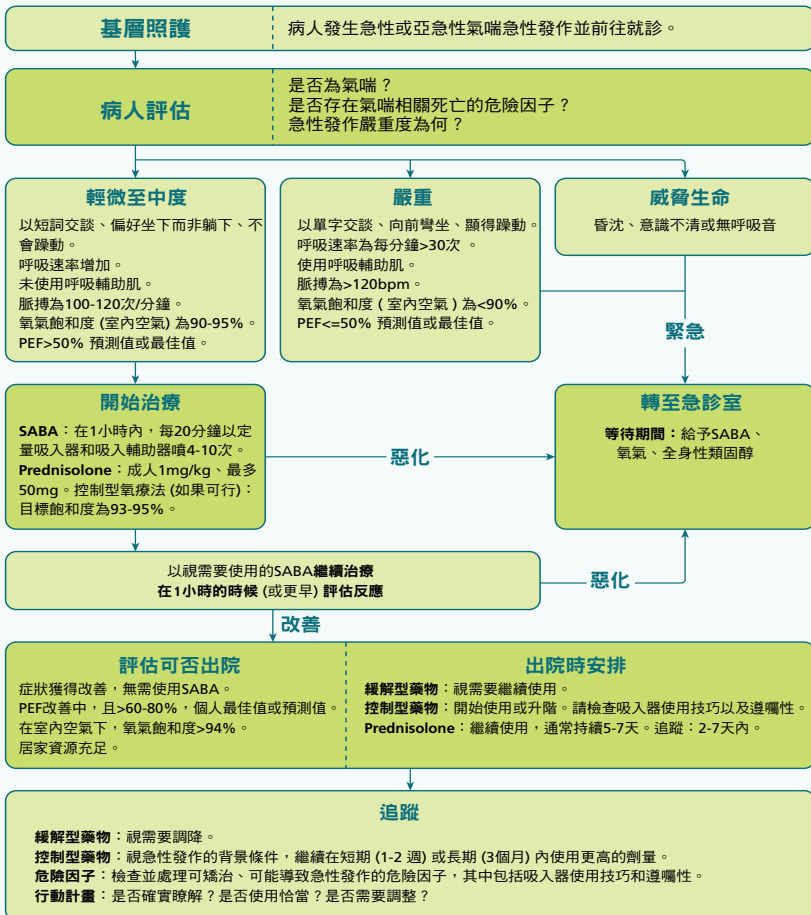 基層照護
病人發生急性或亞急性氣喘急性發作並前往就診。
病人評估
是否為氣喘？
是否存在氣喘相關死亡的危險因子？
急性發作嚴重度為何？
輕微至中度
以短詞交談、偏好坐下而非躺下、不
會躁動。
呼吸速率增加。
未使用呼吸輔助肌。
脈搏為100-120次/分鐘。
氧氣飽和度 (室內空氣) 為90-95%。
PEF>50% 預測值或最佳值。
嚴重
以單字交談、向前彎坐、顯得躁動。
呼吸速率為每分鐘>30次 。
使用呼吸輔助肌。
脈搏為>120bpm。
氧氣飽和度 ( 室內空氣 ) 為<90%。
PEF<=50% 預測值或最佳值。
威脅生命
昏沈、意識不清或無呼吸音
緊急
開始治療
SABA：在1小時內，每20分鐘以定
量吸入器和吸入輔助器噴4-10次。
Prednisolone：成人1mg/kg、最多
50mg。控制型氧療法 (如果可行)：
目標飽和度為93-95%。
惡化
轉至急診室
等待期間：給予SABA、
氧氣、全身性類固醇
以視需要使用的SABA繼續治療
在1小時的時候 (或更早) 評估反應
惡化
改善
評估可否出院
症狀獲得改善，無需使用SABA。
PEF改善中，且>60-80%，個人最佳值或預測值。
在室內空氣下，氧氣飽和度>94%。
居家資源充足。
出院時安排
緩解型藥物：視需要繼續使用。
控制型藥物：開始使用或升階。請檢查吸入器使用技巧以及遵囑性。
Prednisolone：繼續使用，通常持續5-7天。追蹤：2-7天內。
追蹤
緩解型藥物：視需要調降。
控制型藥物：視急性發作的背景條件，繼續在短期 (1-2 週) 或長期 (3個月) 內使用更高的劑量。
危險因子：檢查並處理可矯治、可能導致急性發作的危險因子，其中包括吸入器使用技巧和遵囑性。
行動計畫：是否確實瞭解？是否使用恰當？是否需要調整？